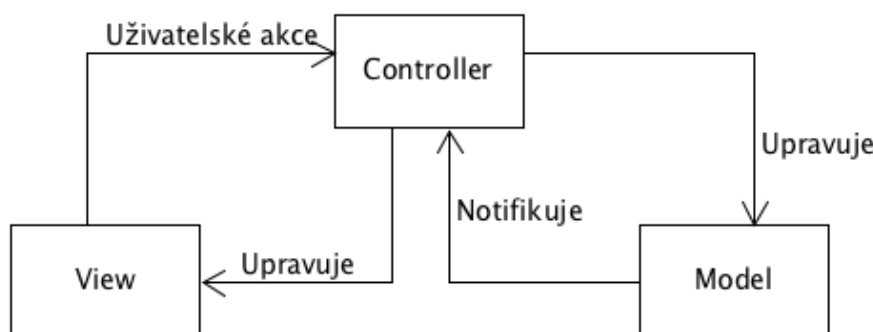 Uživatelské akce
Controller
Upravuje
Notifikuje
View
Upravuje
Model